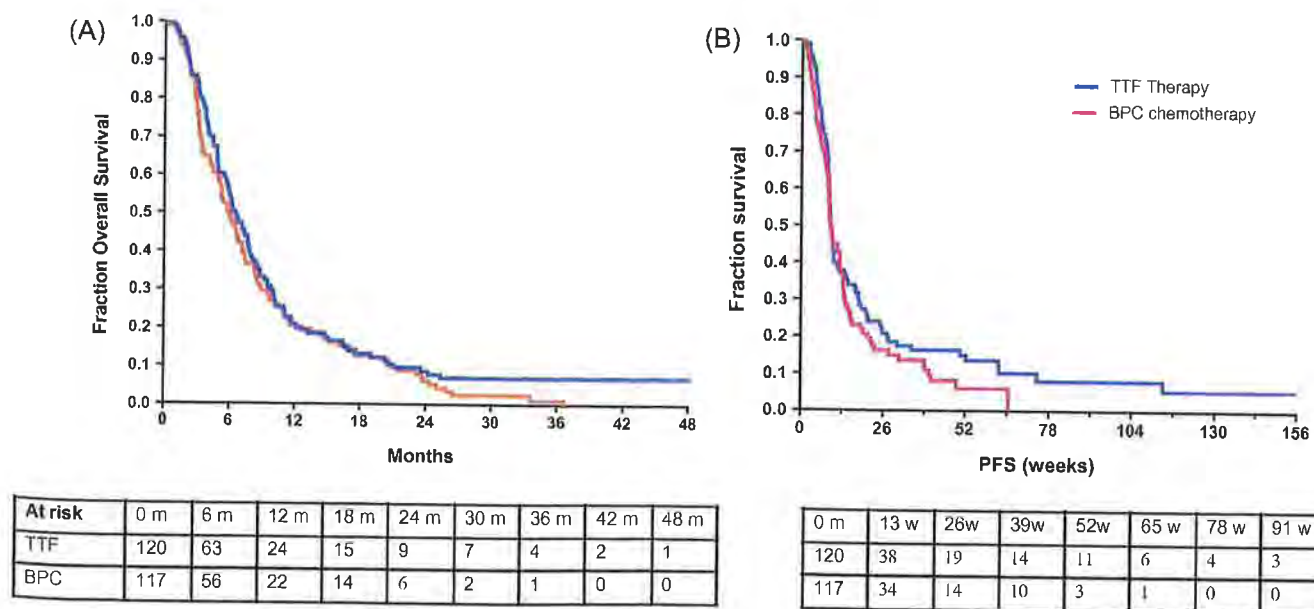 (A)
1.0
0.9
0.8
0.7
0.6
0.5
0.4
0.3
0.2
0.1
0.0
Fraction Overall Survival
0 6 12 18 24 30 36 42 48
Months
At risk 0 m 6 m 12 m 18 m 24 m 30 m 36 m 42 m 48 m
TTF 120 63 24 15 9 7 4 2 1
BPC 117 56 22 14 6 2 1 0 0
(B)
TTF Therapy
BPC chemotherapy
1.0
0.9
0.8
0.7
0.6
0.5
0.4
0.3
0.2
0.1
0.0
Fraction survival
0 26 52 78 104 130 156
PFS (weeks)
0 m 13 w 26w 39w 52w 65 w 78 w 91 w
120 38 19 14 11 6 4 3
117 34 14 10 3 1 0 0